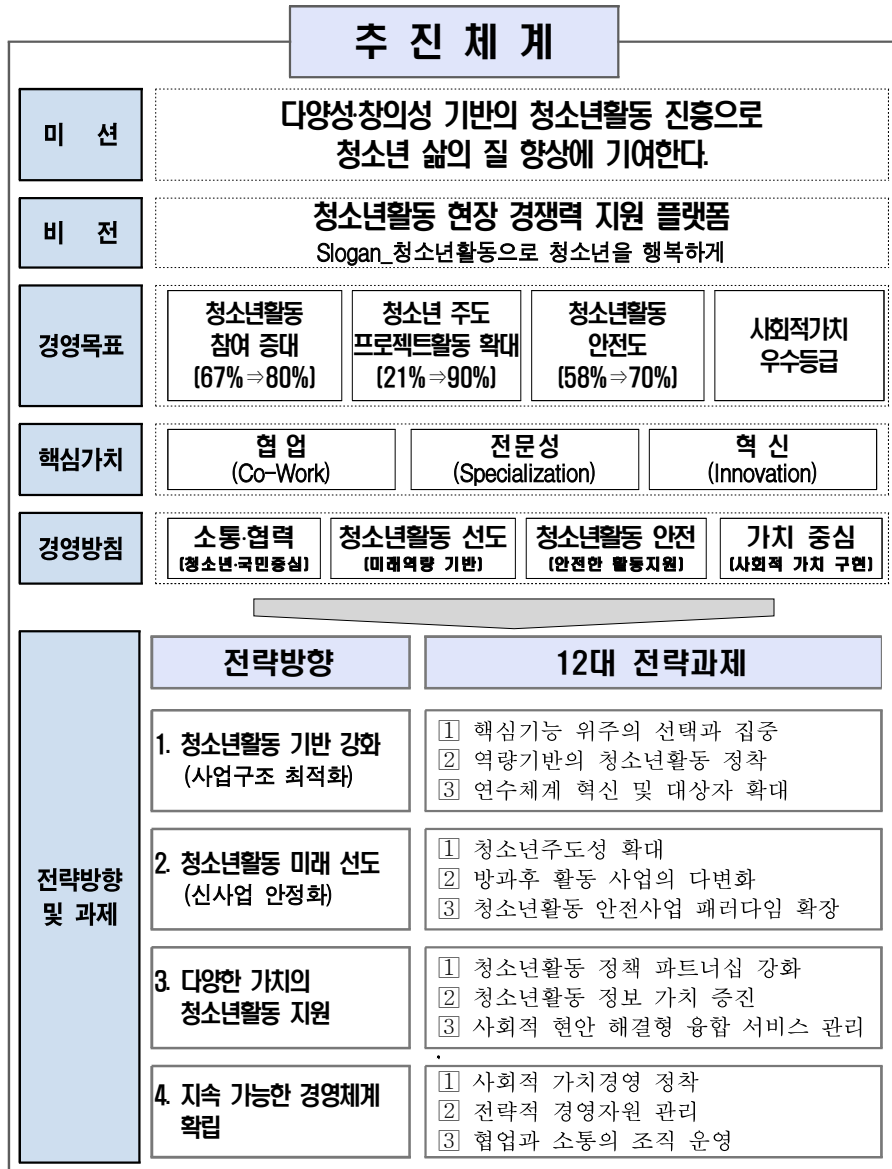 추 진 체 계
미 션
다양성·창의성 기반의 청소년활동 진흥으로
청소년 삶의 질 향상에 기여한다.
비 전
청소년활동 현장 경쟁력 지원 플랫폼
Slogan_청소년활동으로 청소년을 행복하게
경영목표
청소년활동
참여 증대
(67%⇒80%)
청소년 주도
프로젝트활동 확대
(21%⇒90%)
청소년활동
안전도
(58%⇒70%)
사회적가치
우수등급
핵심가치
협 업
(Co-Work)
전문성
(Specialization)
혁 신
(Innovation)
경영방침
소통·협력
(청소년·국민중심)
청소년활동 선도
(미래역량 기반)
청소년활동 안전
(안전한 활동지원)
가치 중심
(사회적 가치 구현)
전략방향
및 과제
전략방향
12대 전략과제
1. 청소년활동 기반 강화
(사업구조 최적화)
1 핵심기능 위주의 선택과 집중
2 역량기반의 청소년활동 정착
3 연수체계 혁신 및 대상자 확대
2. 청소년활동 미래 선도
(신사업 안정화)
1 청소년주도성 확대
2 방과후 활동 사업의 다변화
3 청소년활동 안전사업 패러다임 확장
3. 다양한 가치의
청소년활동 지원
1 청소년활동 정책 파트너십 강화
2 청소년활동 정보 가치 증진
3 사회적 현안 해결형 융합 서비스 관리
.
4. 지속 가능한 경영체계
확립
1 사회적 가치경영 정착
2 전략적 경영자원 관리
3 협업과 소통의 조직 운영